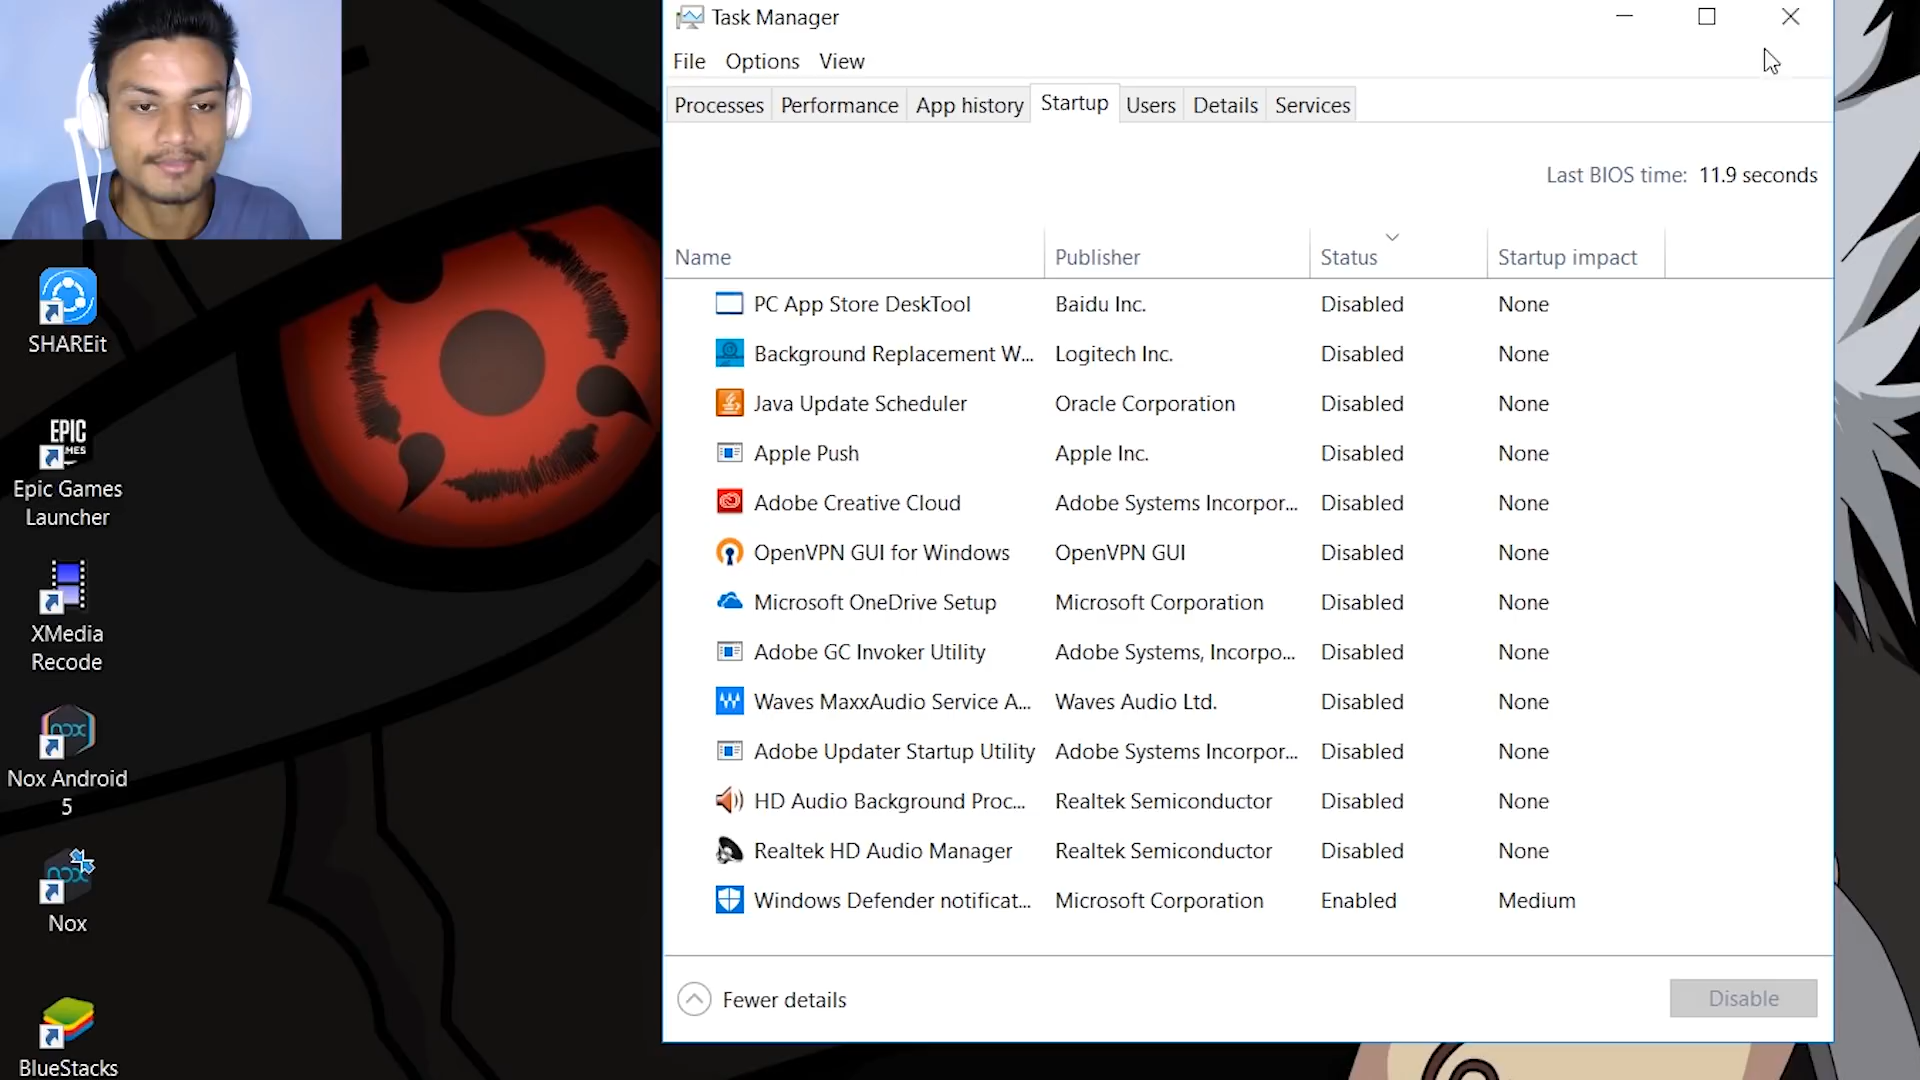 Task Manager
File Options View
Processes Performance App history Startup Users Details Services
Last BIOS time: 11.9 seconds
Name Publisher Status Startup impact
PC App Store DeskTool Baidu Inc. Disabled None
Background Replacement W... Logitech Inc. Disabled None
Java Update Scheduler Oracle Corporation Disabled None
Apple Push Apple Inc. Disabled None
Adobe Creative Cloud Adobe Systems Incorpor... Disabled None
OpenVPN GUI for Windows OpenVPN GUI Disabled None
Microsoft OneDrive Setup Microsoft Corporation Disabled None
Adobe GC Invoker Utility Adobe Systems, Incorpo... Disabled None
Waves MaxxAudio Service A... Waves Audio Ltd. Disabled None
Adobe Updater Startup Utility Adobe Systems Incorpor... Disabled None
HD Audio Background Proc... Realtek Semiconductor Disabled None
Realtek HD Audio Manager Realtek Semiconductor Disabled None
Windows Defender notificat... Microsoft Corporation Enabled Medium
Fewer details Disable
SHAREit
EPIC
Epic Games
Launcher
XMedia
Recode
nox
Nox Android
5
nox
Nox
BlueStacks